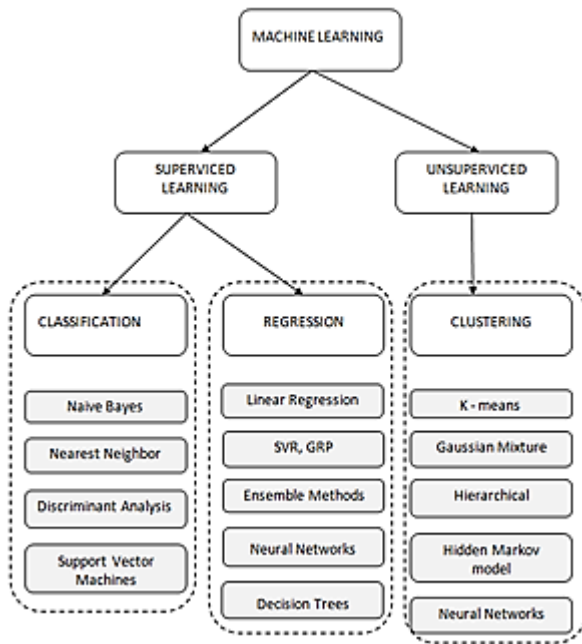 MACHINE LEARNING
SUPERVICED
LEARNING
UNSUPERVICED
LEARNING
CLASSIFICATION
Naive Bayes
Nearest Neighbor
Discriminant Analysis
Support Vector
Machines
REGRESSION
Linear Regression
SVR, GRP
Ensemble Methods
Neural Networks
Decision Trees
CLUSTERING
K - means
Gaussian Mixture
Hierarchical
Hidden Markov
model
Neural Networks